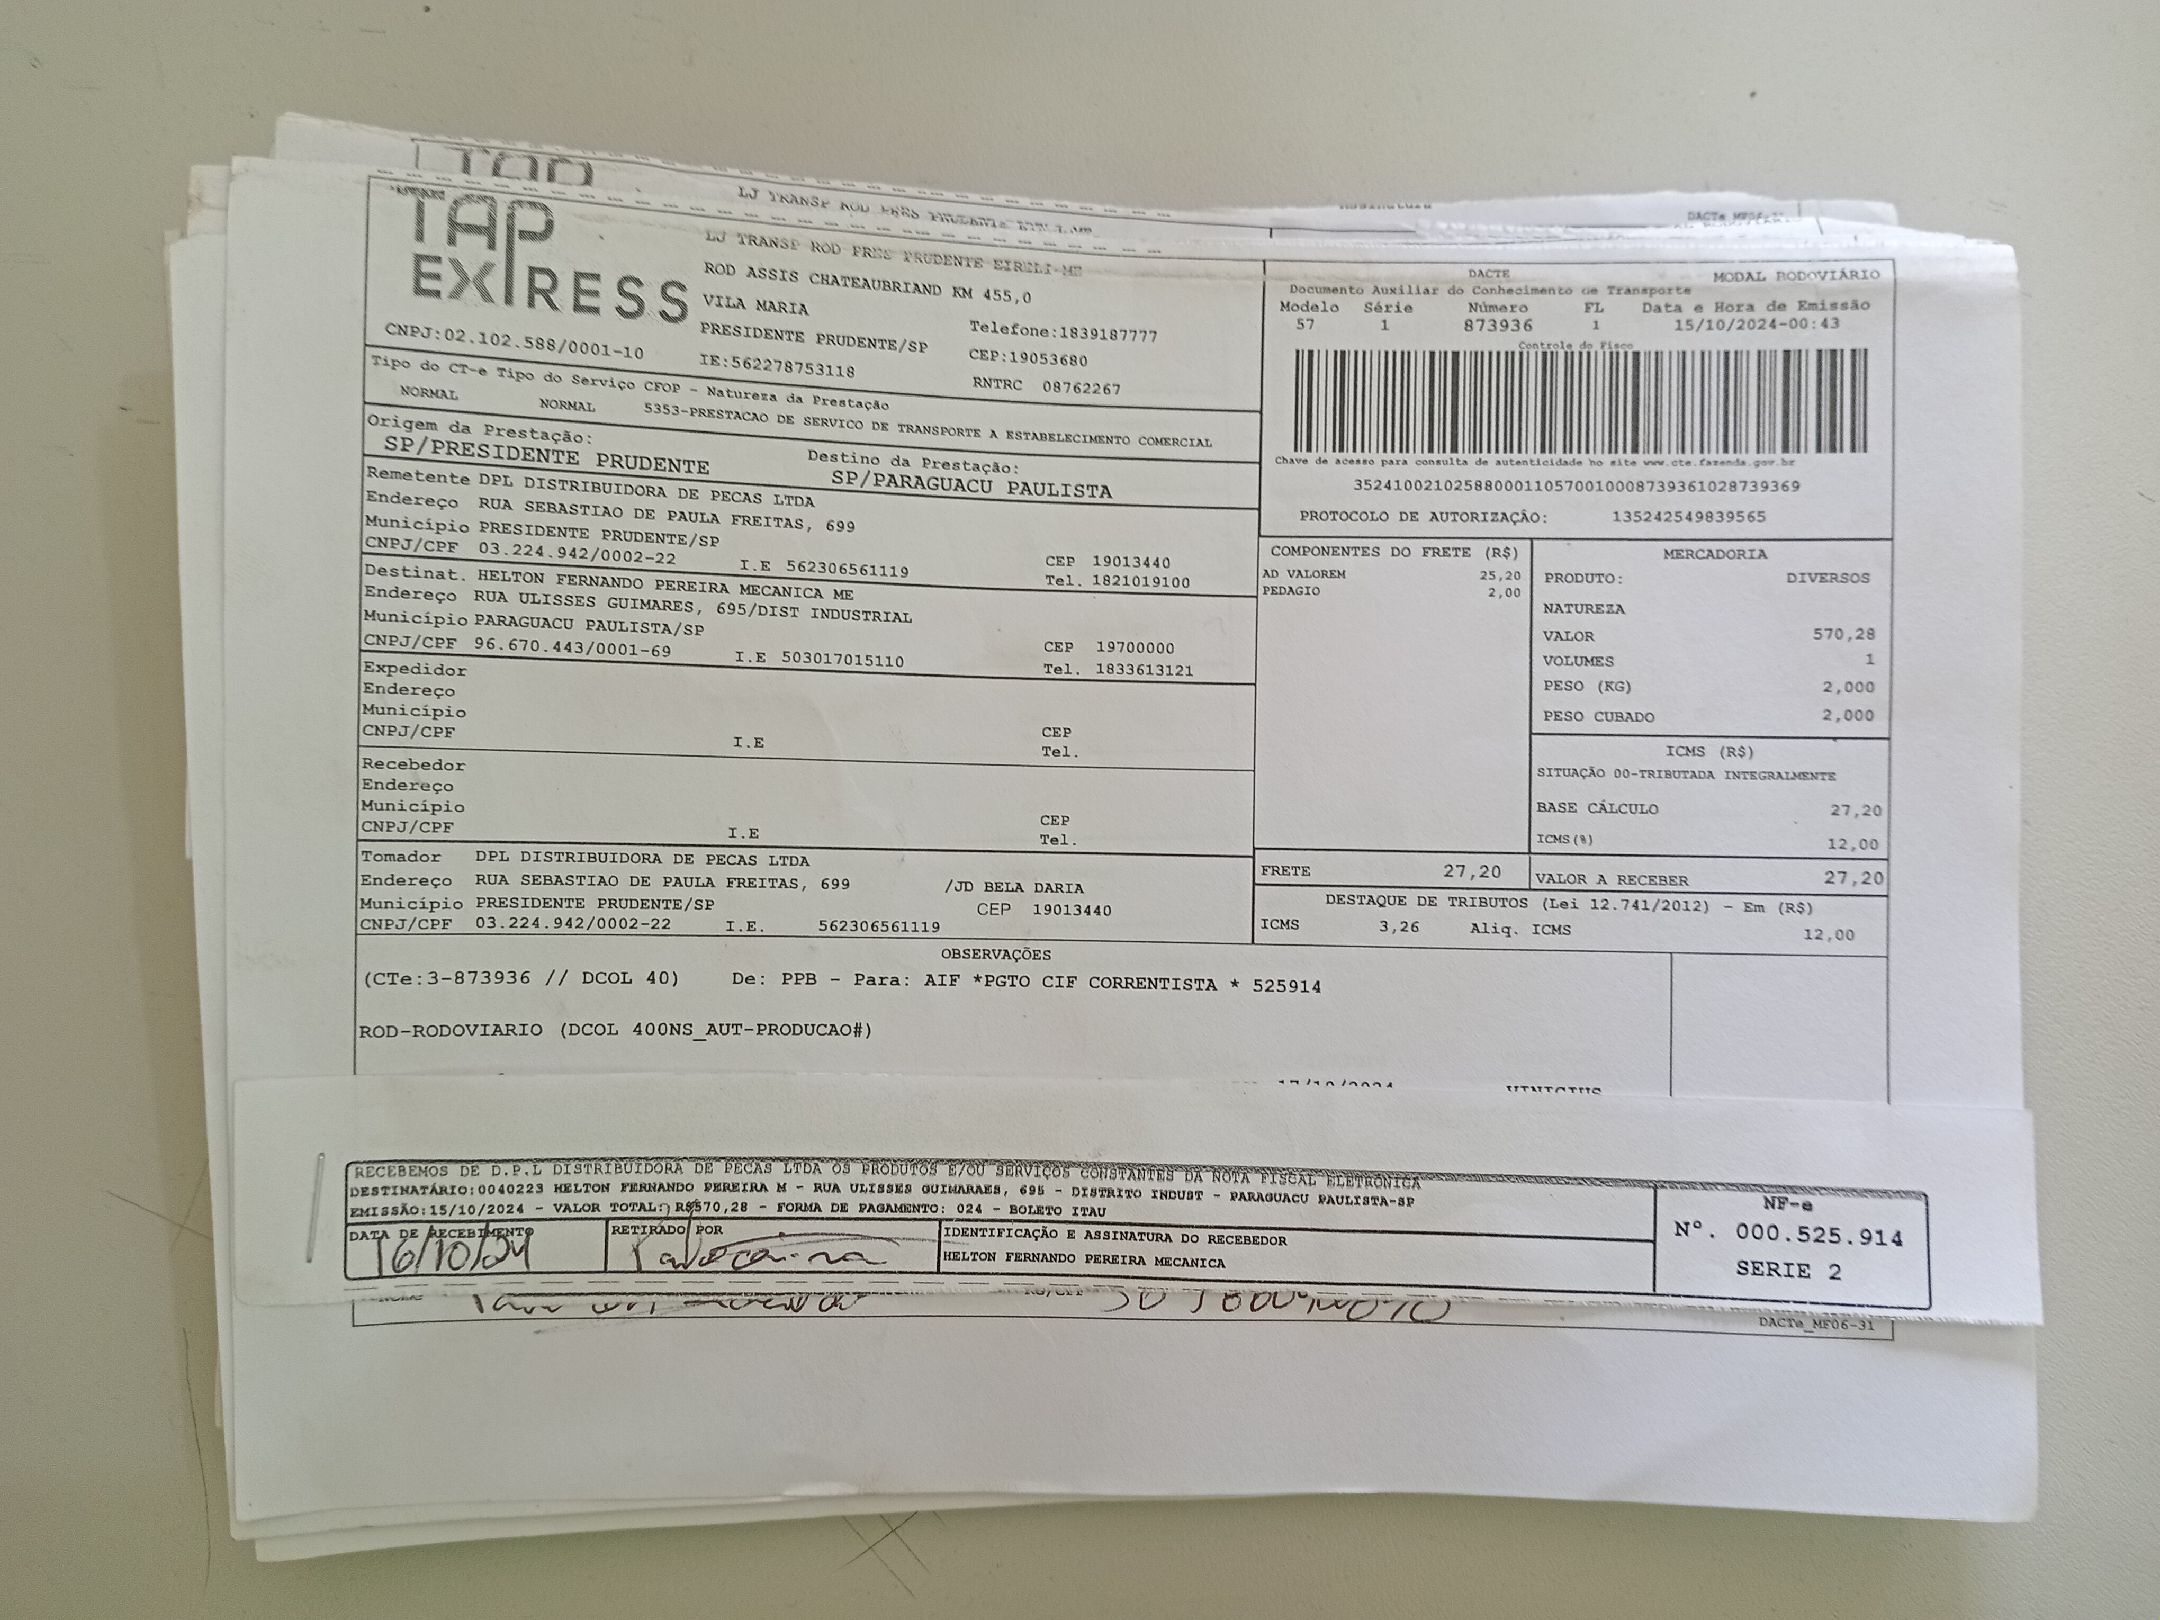 TAP
LJ TRANSP ROD PRES PRUDENTE
DACTe
TAP
EXPRESS
CNPJ:02.102.588/0001-10
LJ TRANSP ROD PRES PRUDENTE EIRELI-ME
ROD ASSIS CHATEAUBRIAND KM 455,0
VILA MARIA
PRESIDENTE PRUDENTE/SP
IE:562278753118
Telefone:1839187777
CEP:19053680
RNTRC 08762267
DACTE MODAL RODOVIÁRIO
Documento Auxiliar do Conhecimento de Transporte
Modelo Série Número FL Data e Hora de Emissão
57 1 873936 1 15/10/2024-00:43
Controle do Fisco
Chave de acesso para consulta de autenticidade no site www.cte.fazenda.gov.br
35241002102588000110570010008739361028739369
PROTOCOLO DE AUTORIZAÇÃO: 135242549839565
Tipo do CT-e Tipo do Serviço CFOP - Natureza da Prestação
NORMAL NORMAL 5353-PRESTACAO DE SERVICO DE TRANSPORTE A ESTABELECIMENTO COMERCIAL
Origem da Prestação: Destino da Prestação:
SP/PRESIDENTE PRUDENTE SP/PARAGUACU PAULISTA
Remetente DPL DISTRIBUIDORA DE PECAS LTDA
Endereço RUA SEBASTIAO DE PAULA FREITAS, 699
Município PRESIDENTE PRUDENTE/SP CEP 19013440
CNPJ/CPF 03.224.942/0002-22 I.E 562306561119 Tel. 1821019100
Destinat. HELTON FERNANDO PEREIRA MECANICA ME
Endereço RUA ULISSES GUIMARES, 695/DIST INDUSTRIAL
Município PARAGUACU PAULISTA/SP CEP 19700000
CNPJ/CPF 96.670.443/0001-69 I.E 503017015110 Tel. 1833613121
Expedidor
Endereço
Município CEP
CNPJ/CPF I.E Tel.
Recebedor
Endereço
Município CEP
CNPJ/CPF I.E Tel.
Tomador DPL DISTRIBUIDORA DE PECAS LTDA
Endereço RUA SEBASTIAO DE PAULA FREITAS, 699 /JD BELA DARIA
Município PRESIDENTE PRUDENTE/SP CEP 19013440
CNPJ/CPF 03.224.942/0002-22 I.E. 562306561119
COMPONENTES DO FRETE (R$)
AD VALOREM 25,20
PEDAGIO 2,00
MERCADORIA
PRODUTO: DIVERSOS
NATUREZA
VALOR 570,28
VOLUMES 1
PESO (KG) 2,000
PESO CUBADO 2,000
ICMS (R$)
SITUAÇÃO 00-TRIBUTADA INTEGRALMENTE
BASE CÁLCULO 27,20
ICMS(%) 12,00
FRETE 27,20 VALOR A RECEBER 27,20
DESTAQUE DE TRIBUTOS (Lei 12.741/2012) - Em (R$)
ICMS 3,26 Aliq. ICMS 12,00
OBSERVAÇÕES
(CTe:3-873936 // DCOL 40) De: PPB - Para: AIF *PGTO CIF CORRENTISTA * 525914
ROD-RODOVIARIO (DCOL 400NS_AUT-PRODUCAO#)
17/10/2024 VINICIUS
RECEBEMOS DE D.P.L DISTRIBUIDORA DE PECAS LTDA OS PRODUTOS E/OU SERVIÇOS CONSTANTES DA NOTA FISCAL ELETRÔNICA
DESTINATÁRIO:0040223 HELTON FERNANDO PEREIRA M - RUA ULISSES GUIMARAES, 695 - DISTRITO INDUST - PARAGUACU PAULISTA-SP
EMISSÃO:15/10/2024 - VALOR TOTAL: R$570,28 - FORMA DE PAGAMENTO: 024 - BOLETO ITAU
DATA DE RECEBIMENTO RETIRADO POR IDENTIFICAÇÃO E ASSINATURA DO RECEBEDOR
16/10/24 HELTON FERNANDO PEREIRA MECANICA
NF-e
Nº. 000.525.914
SERIE 2
DACTe_MF06-31